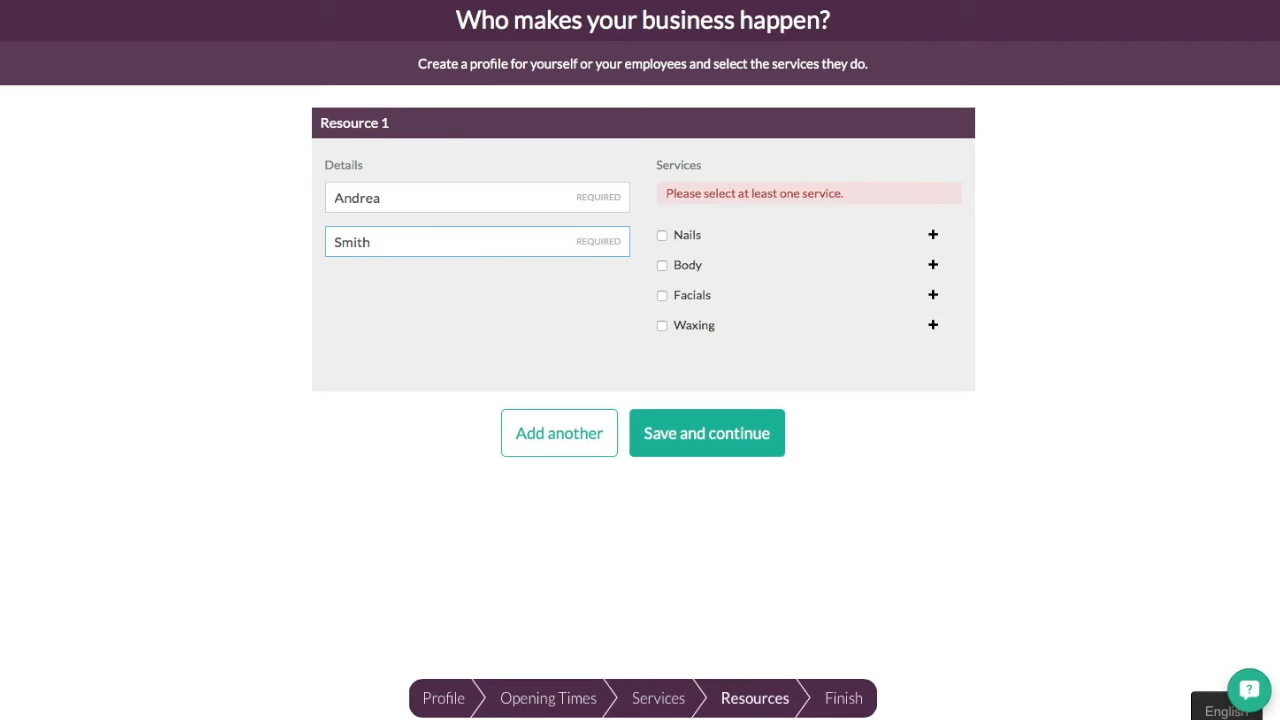 Who makes your business happen?
Create a profile for yourself or your employees and select the services they do.
Resource 1
Details
Andrea REQUIRED
Smith REQUIRED
Services
Please select at least one service.
Nails +
Body +
Facials +
Waxing +
Add another
Save and continue
Profile Opening Times Services Resources Finish
?
English